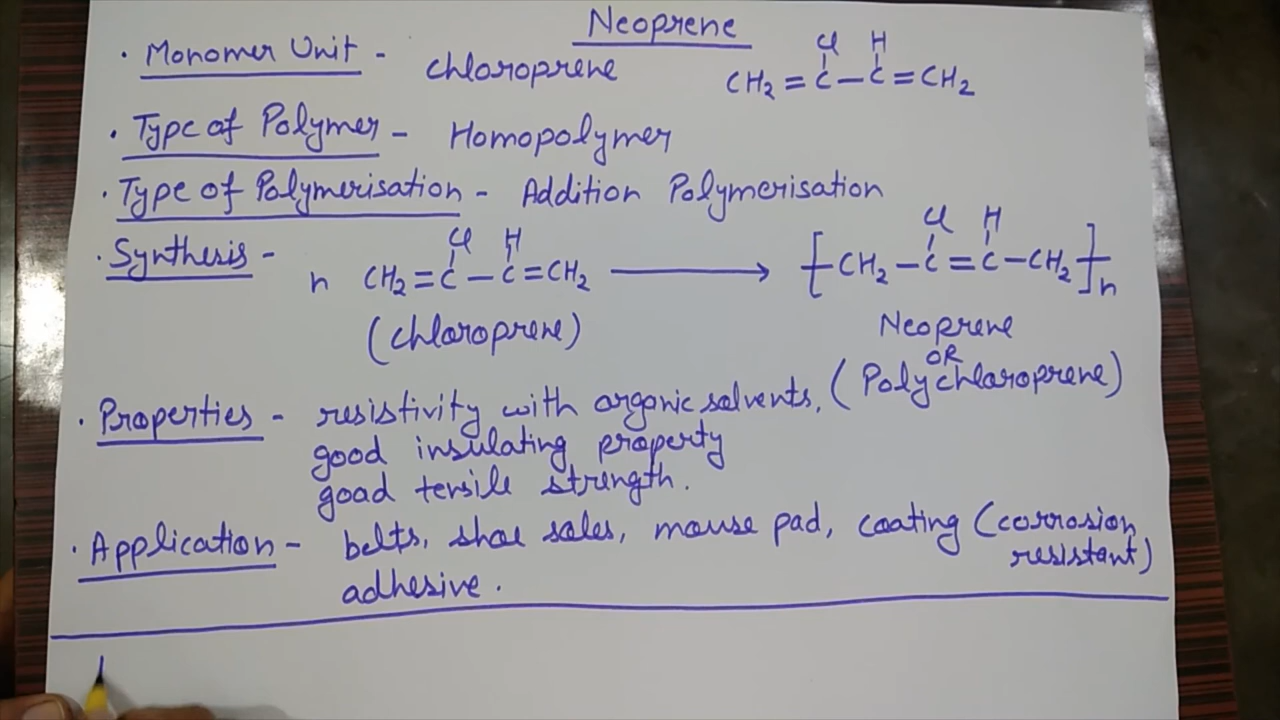 Neoprene
• Monomer Unit - Chloroprene CH2 = C — C = CH2
Cl H
• Type of Polymer - Homopolymer
• Type of Polymerisation - Addition Polymerisation
• Synthesis - n CH2 = C — C = CH2 ⟶ [ CH2 — C = C — CH2 ]n
Cl H Cl H
(Chloroprene) Neoprene
OR
(Polychloroprene)
• Properties - resistivity with organic solvents,
good insulating property
good tensile strength.
• Application - belts, shoe soles, mouse pad, coating (corrosion
resistant)
adhesive.